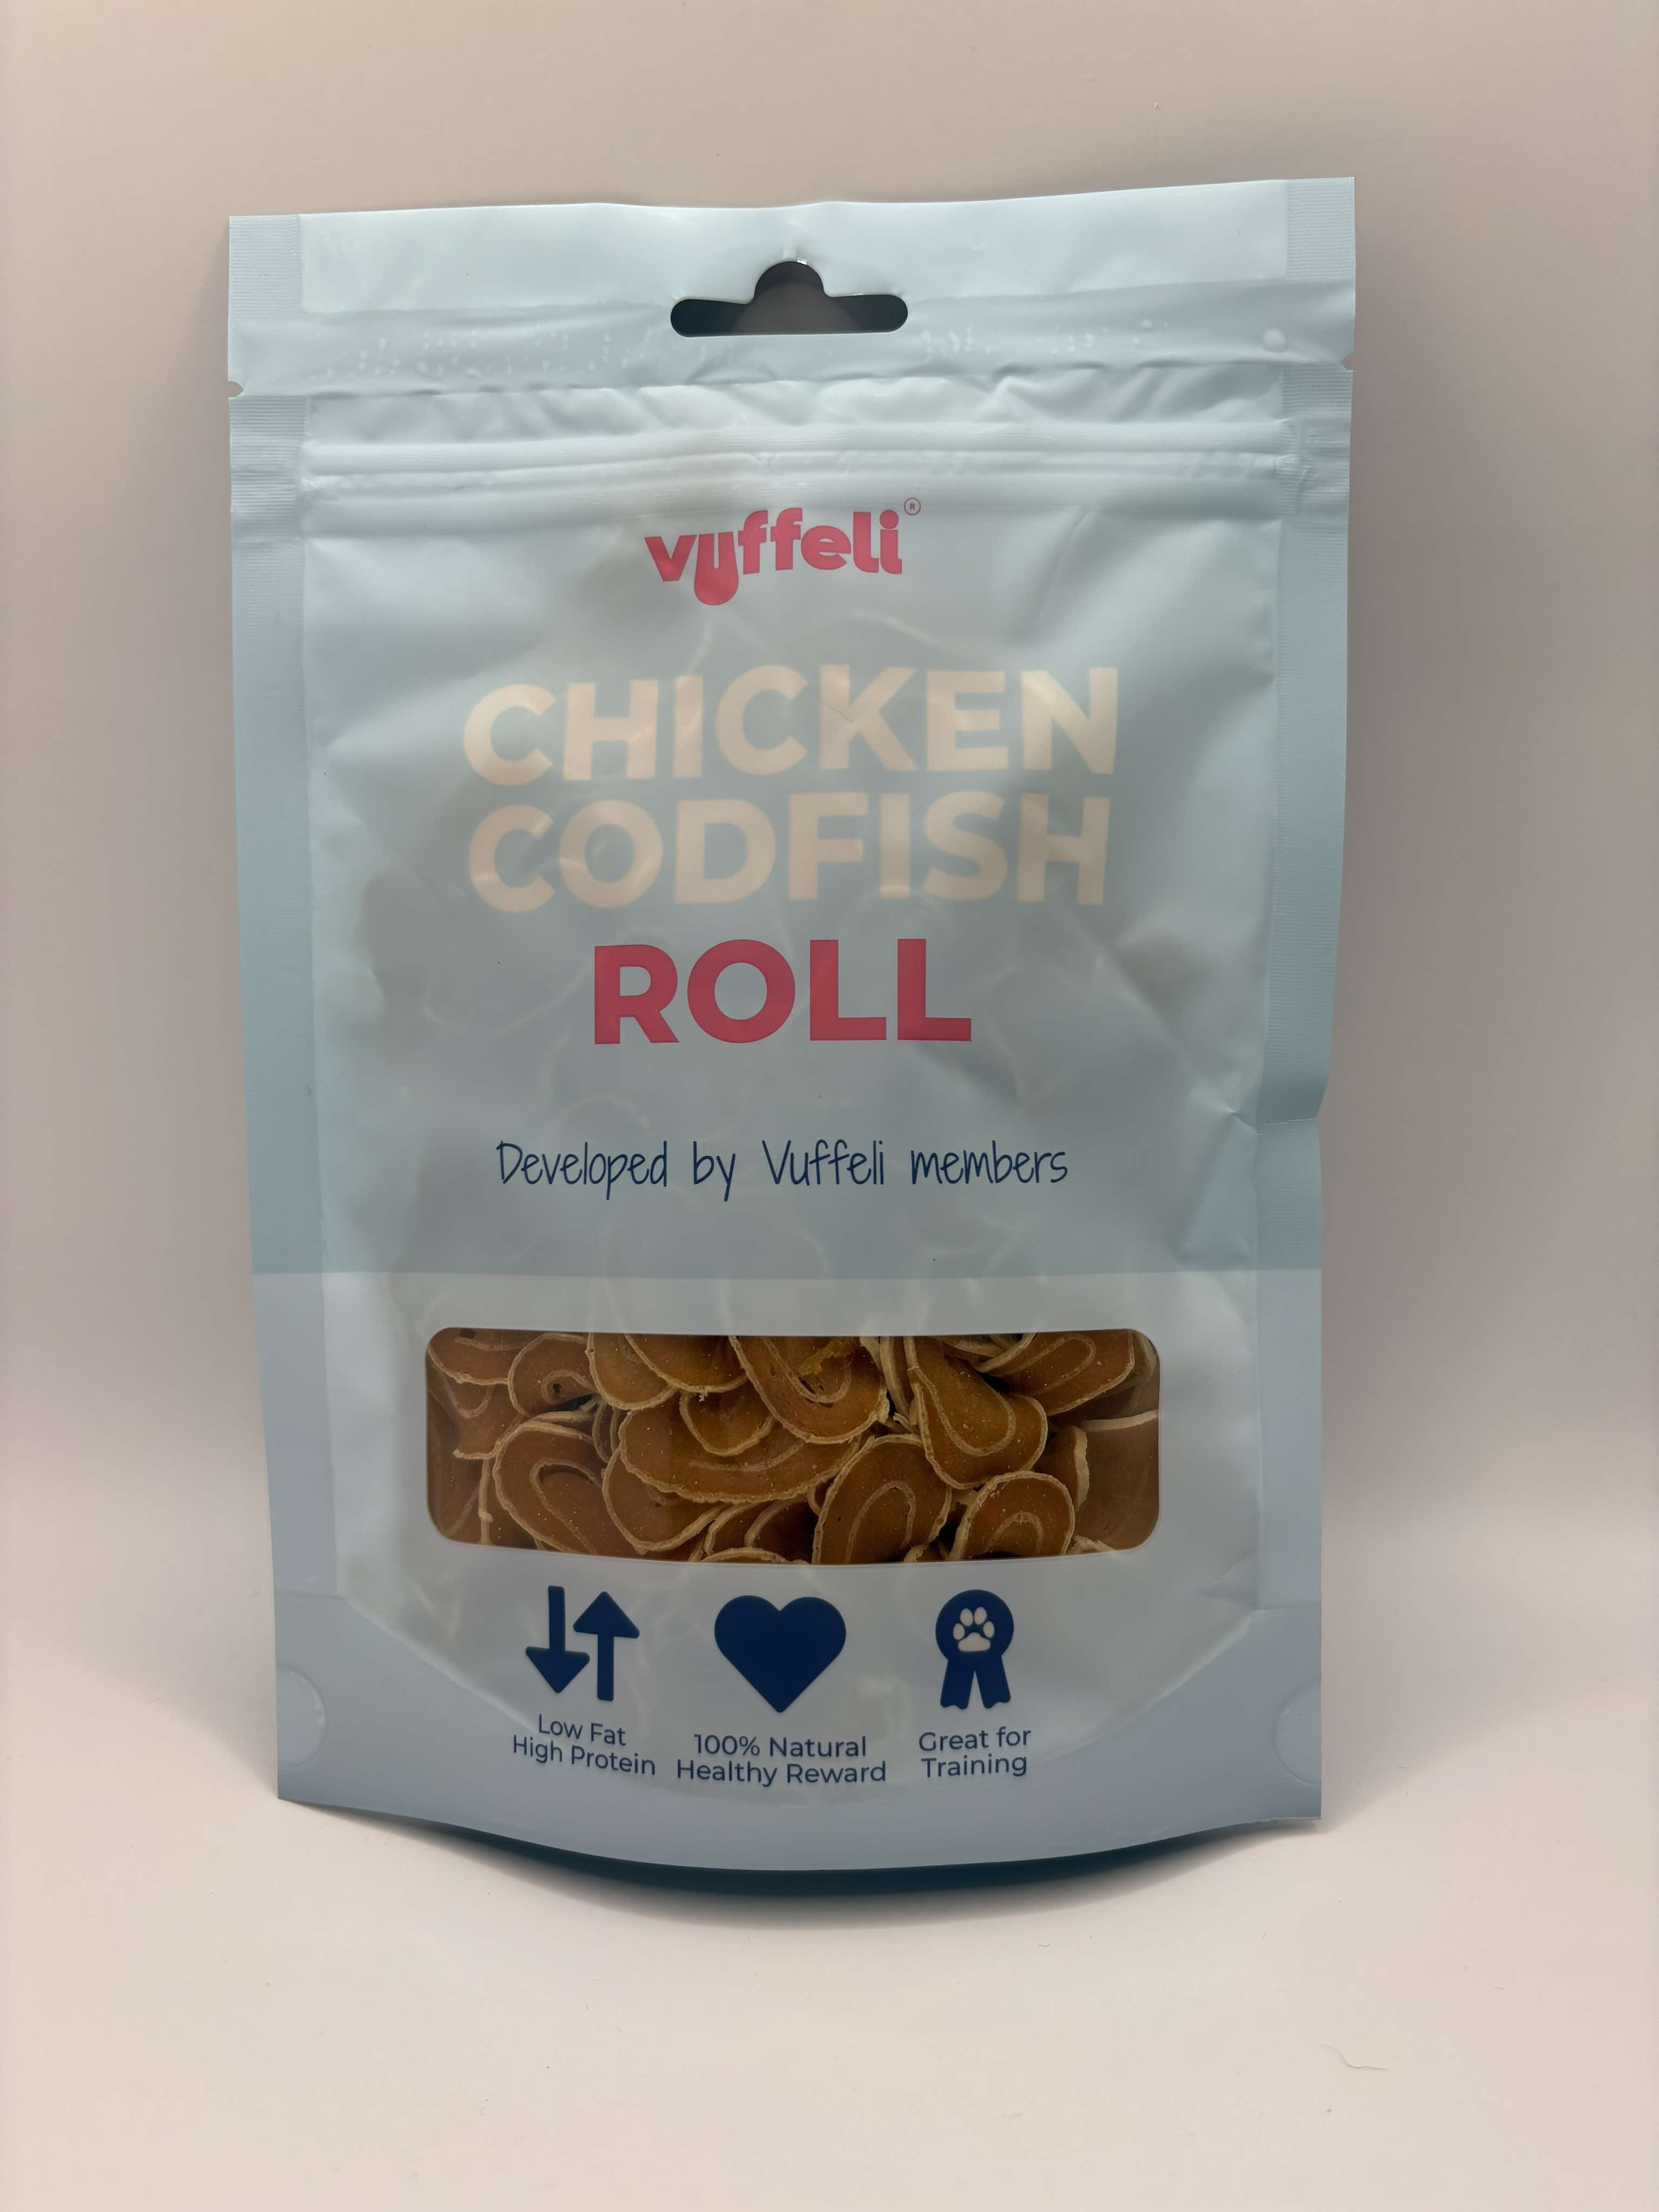 vuffeli®
CHICKEN
CODFISH
ROLL
Developed by Vuffeli members
Low Fat
High Protein
100% Natural
Healthy Reward
Great for
Training